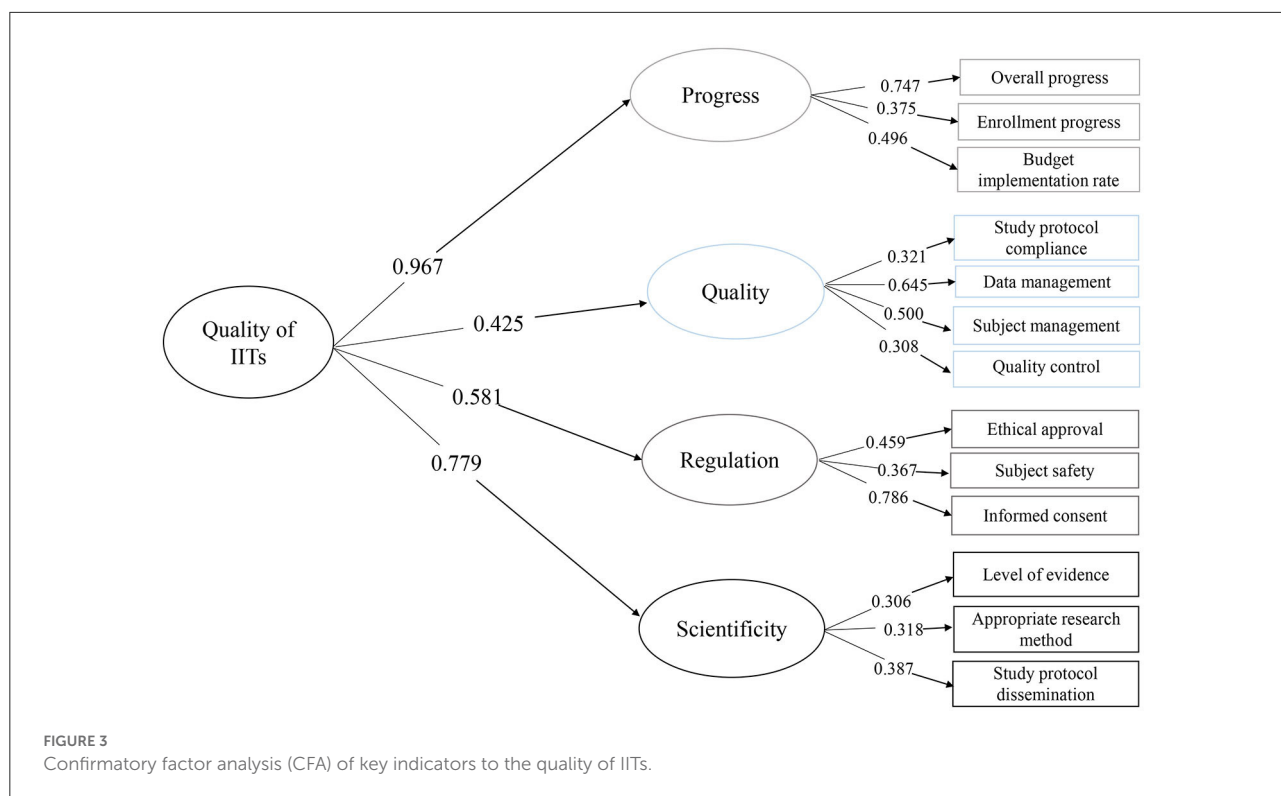 Progress
0.747
0.375
0.496
Overall progress
Enrollment progress
Budget
implementation rate
0.967
Quality of
IITs
0.425
Quality
0.321
0.645
0.500
0.308
Study protocol
compliance
Data management
Subject management
Quality control
0.581
Regulation
0.459
0.367
0.786
Ethical approval
Subject safety
Informed consent
0.779
Scientificity
0.306
0.318
0.387
Level of evidence
Appropriate research
method
Study protocol
dissemination
FIGURE 3
Confirmatory factor analysis (CFA) of key indicators to the quality of IITs.